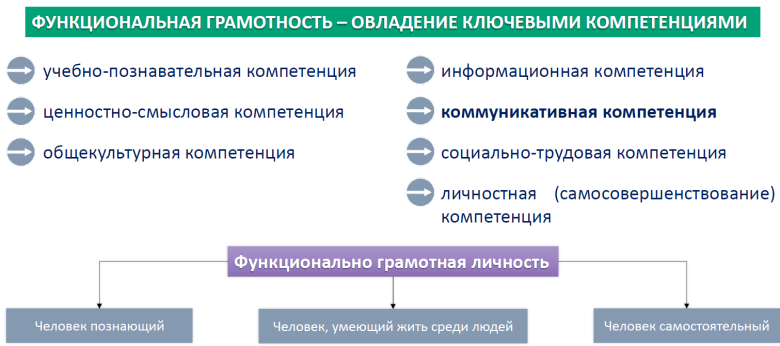 ФУНКЦИОНАЛЬНАЯ ГРАМОТНОСТЬ – ОВЛАДЕНИЕ КЛЮЧЕВЫМИ КОМПЕТЕНЦИЯМИ
учебно-познавательная компетенция
ценностно-смысловая компетенция
общекультурная компетенция
информационная компетенция
коммуникативная компетенция
социально-трудовая компетенция
личностная (самосовершенствование)
компетенция
Функционально грамотная личность
Человек познающий
Человек, умеющий жить среди людей
Человек самостоятельный